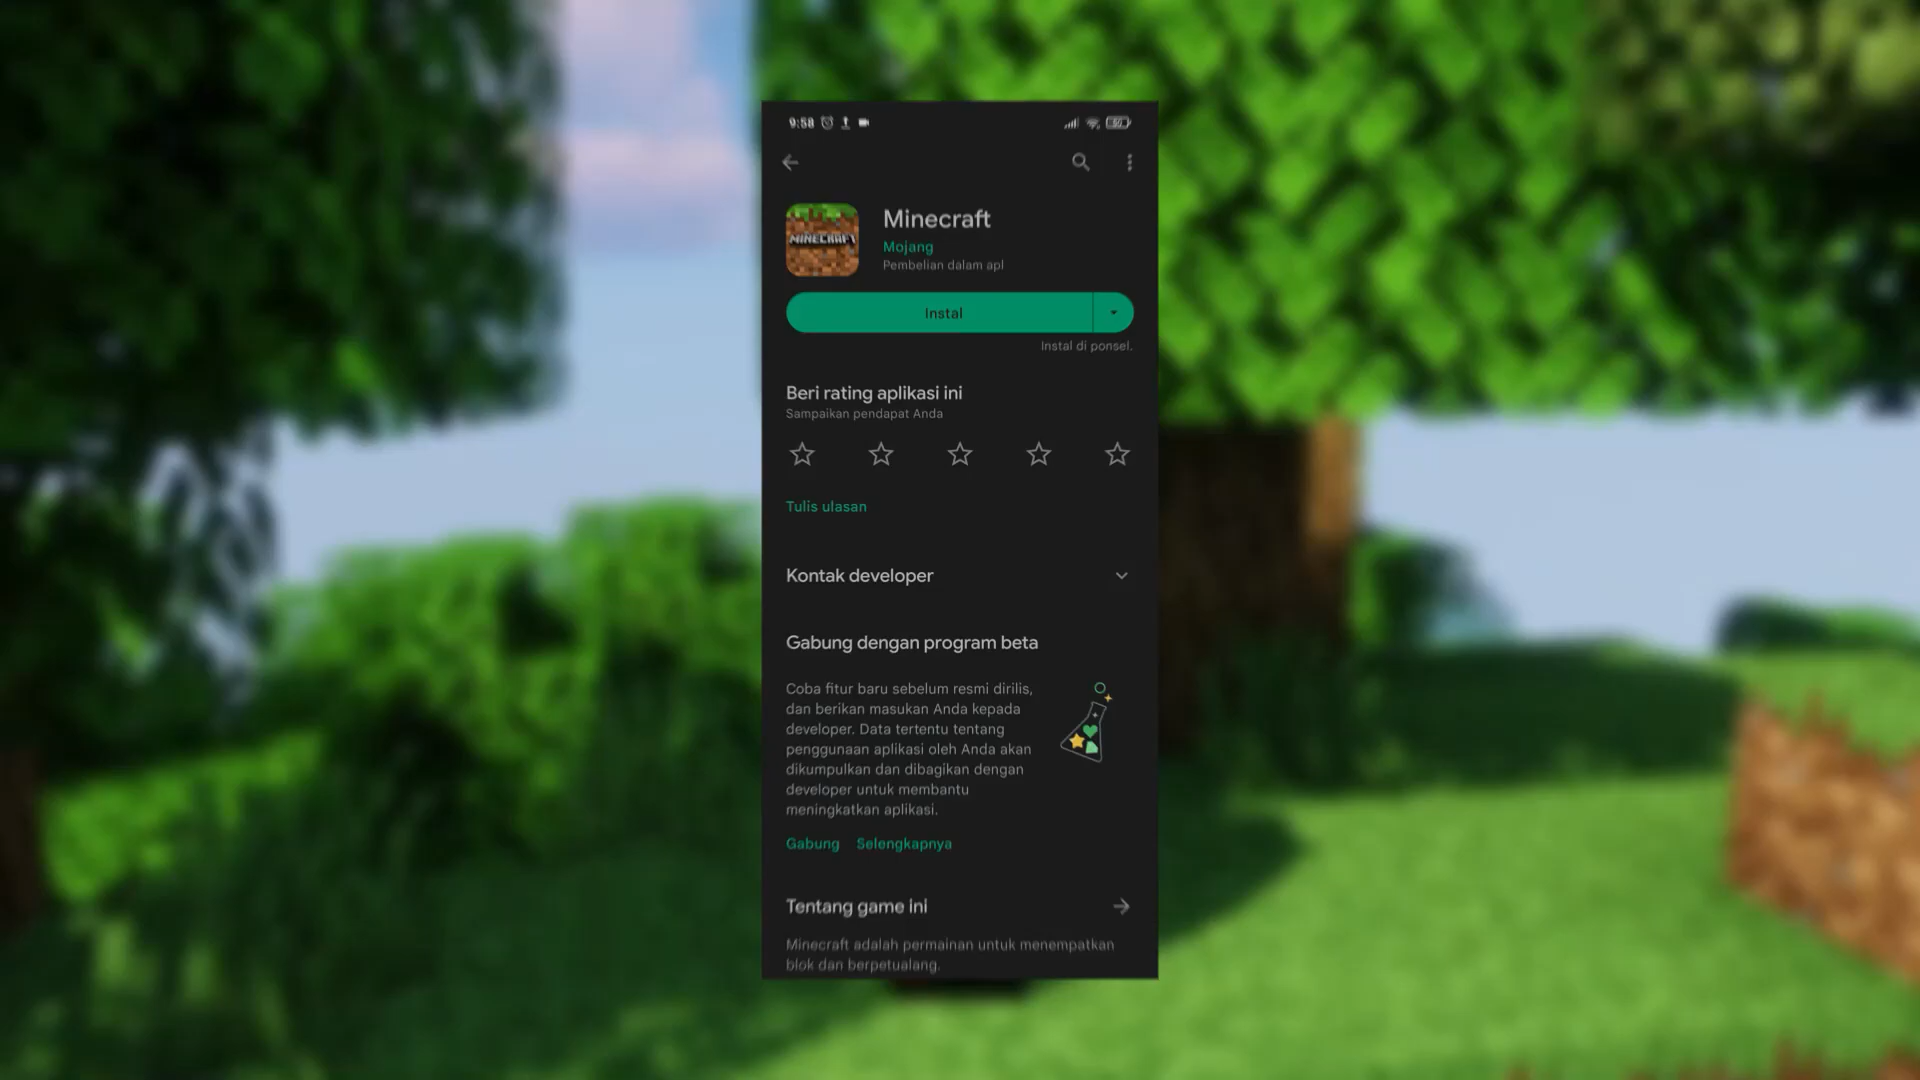 9:58
Minecraft
MINECRAFT
Mojang
Pembelian dalam apl
Instal
Instal di ponsel.
Beri rating aplikasi ini
Sampaikan pendapat Anda
Tulis ulasan
Kontak developer
Gabung dengan program beta
Coba fitur baru sebelum resmi dirilis,
dan berikan masukan Anda kepada
developer. Data tertentu tentang
penggunaan aplikasi oleh Anda akan
dikumpulkan dan dibagikan dengan
developer untuk membantu
meningkatkan aplikasi.
Gabung Selengkapnya
Tentang game ini
Minecraft adalah permainan untuk menempatkan
blok dan berpetualang.